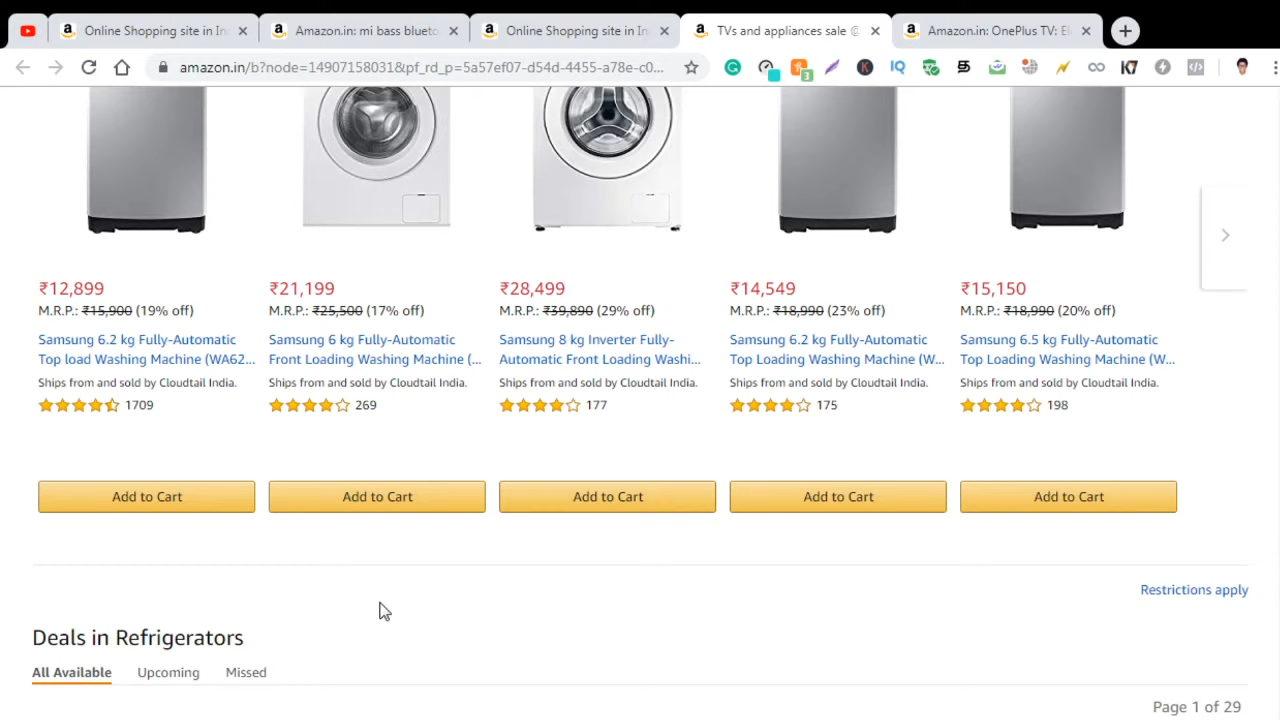 Online Shopping site in In
Amazon.in: mi bass blueto
Online Shopping site in In
TVs and appliances sale @
Amazon.in: OnePlus TV: El
amazon.in/b?node=14907158031&pf_rd_p=5a57ef07-d54d-4455-a78e-c0...
3
IQ
K7
₹12,899
M.R.P.: ₹15,900 (19% off)
Samsung 6.2 kg Fully-Automatic
Top load Washing Machine (WA62...
Ships from and sold by Cloudtail India.
1709
Add to Cart
₹21,199
M.R.P.: ₹25,500 (17% off)
Samsung 6 kg Fully-Automatic
Front Loading Washing Machine (...
Ships from and sold by Cloudtail India.
269
Add to Cart
₹28,499
M.R.P.: ₹39,890 (29% off)
Samsung 8 kg Inverter Fully-
Automatic Front Loading Washi...
Ships from and sold by Cloudtail India.
177
Add to Cart
₹14,549
M.R.P.: ₹18,990 (23% off)
Samsung 6.2 kg Fully-Automatic
Top Loading Washing Machine (W...
Ships from and sold by Cloudtail India.
175
Add to Cart
₹15,150
M.R.P.: ₹18,990 (20% off)
Samsung 6.5 kg Fully-Automatic
Top Loading Washing Machine (W...
Ships from and sold by Cloudtail India.
198
Add to Cart
Restrictions apply
Deals in Refrigerators
All Available Upcoming Missed
Page 1 of 29